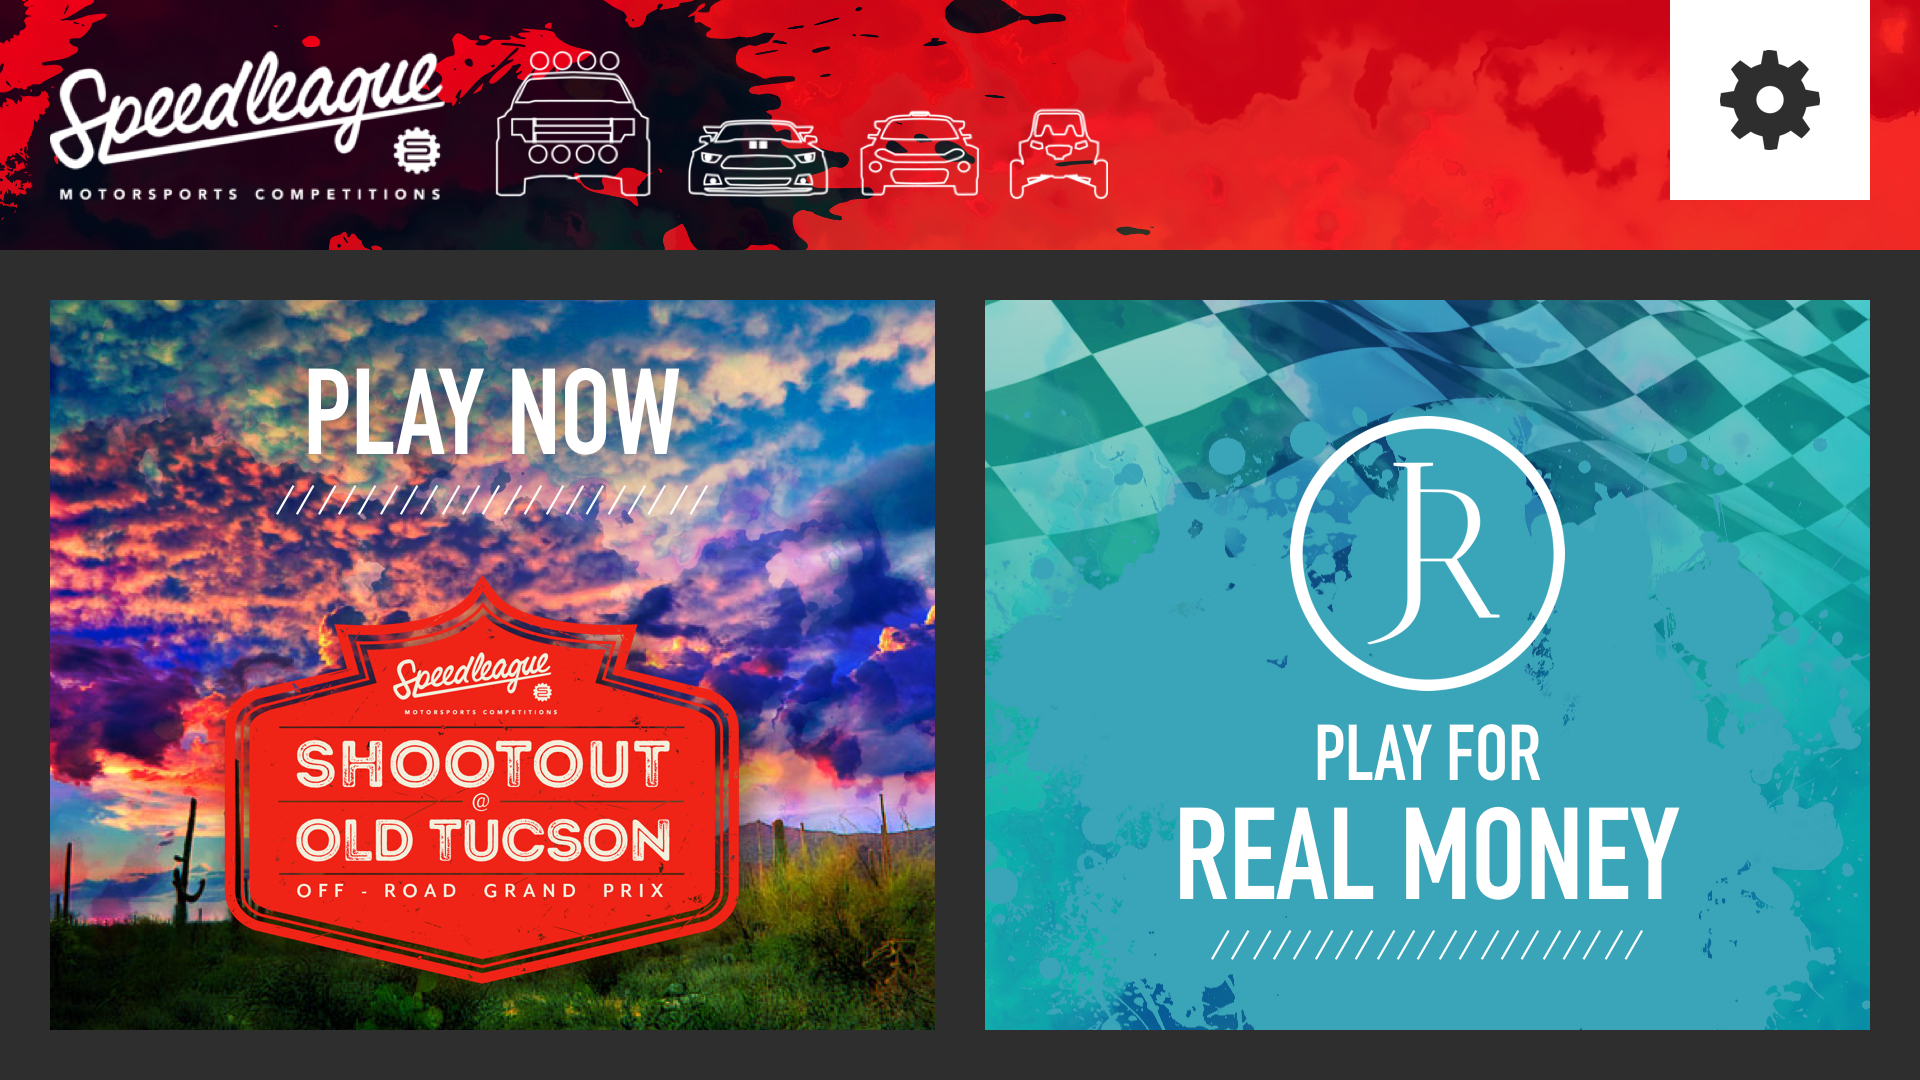 Speedleague
MOTORSPORTS COMPETITIONS
PLAY NOW
Speedleague
MOTORSPORTS COMPETITIONS
SHOOTOUT
@
OLD TUCSON
OFF - ROAD GRAND PRIX
JR
PLAY FOR
REAL MONEY